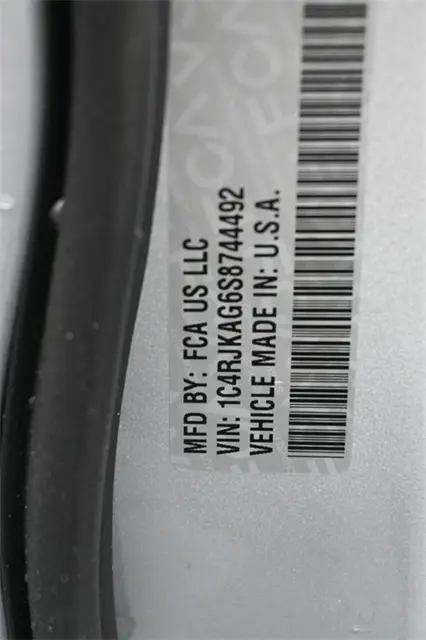 MFD BY: FCA US LLC
VIN: 1C4RJKAG6S8744492
VEHICLE MADE IN: U.S.A.